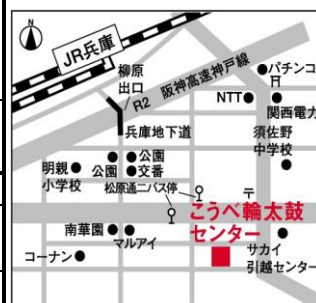 N
JR兵庫
柳原
出口
R2
阪神高速神戸線
パチンコ
NTT
関西電力
兵庫地下道
須佐野
中学校
明親
小学校
公園
公園
交番
松原通二バス停
〒
こうべ輪太鼓
センター
南華園
マルアイ
コーナン
サカイ
引越センター